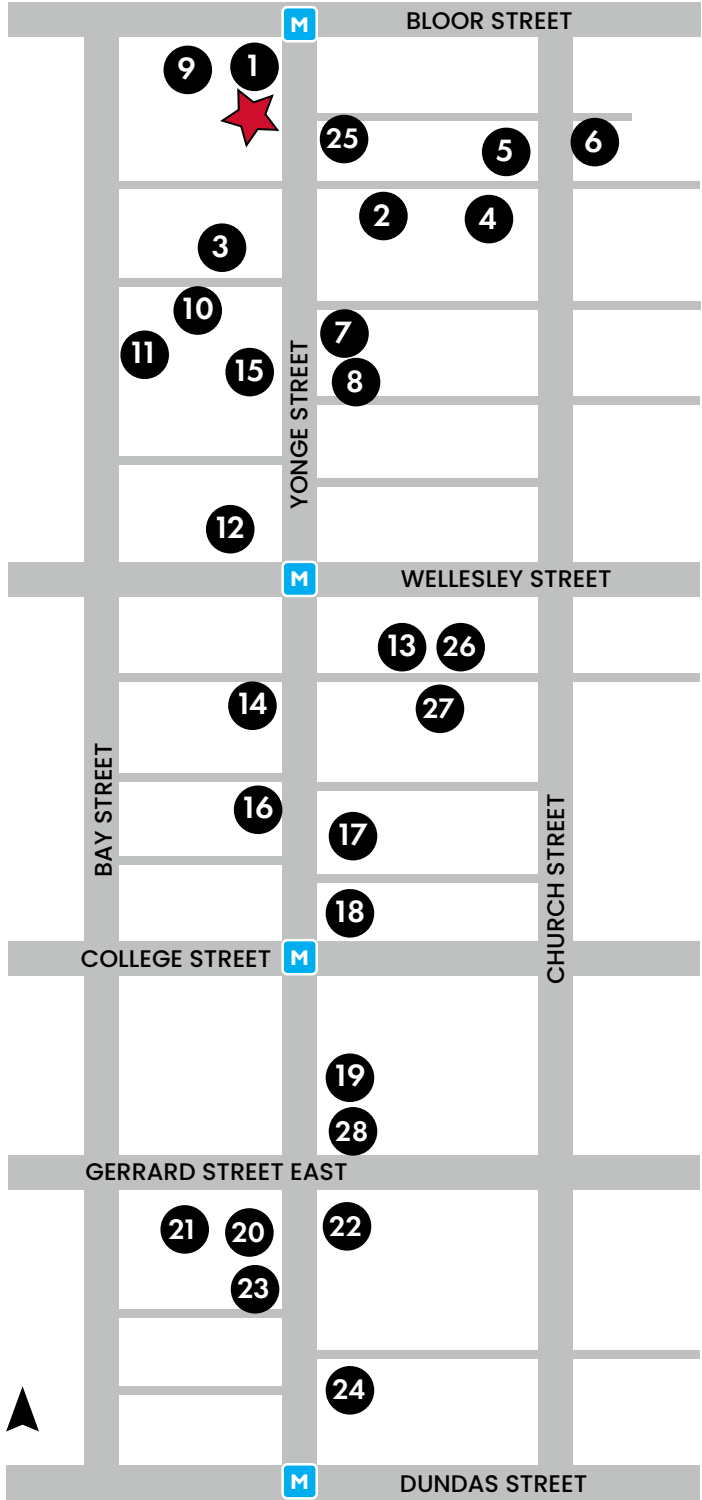 M
BLOOR STREET
9
1
25
5
6
2
4
3
10
7
11
15
8
YONGE STREET
12
M
WELLESLEY STREET
13
26
14
27
BAY STREET
16
17
CHURCH STREET
18
COLLEGE STREET
M
19
28
GERRARD STREET EAST
21
20
22
23
24
M
DUNDAS STREET